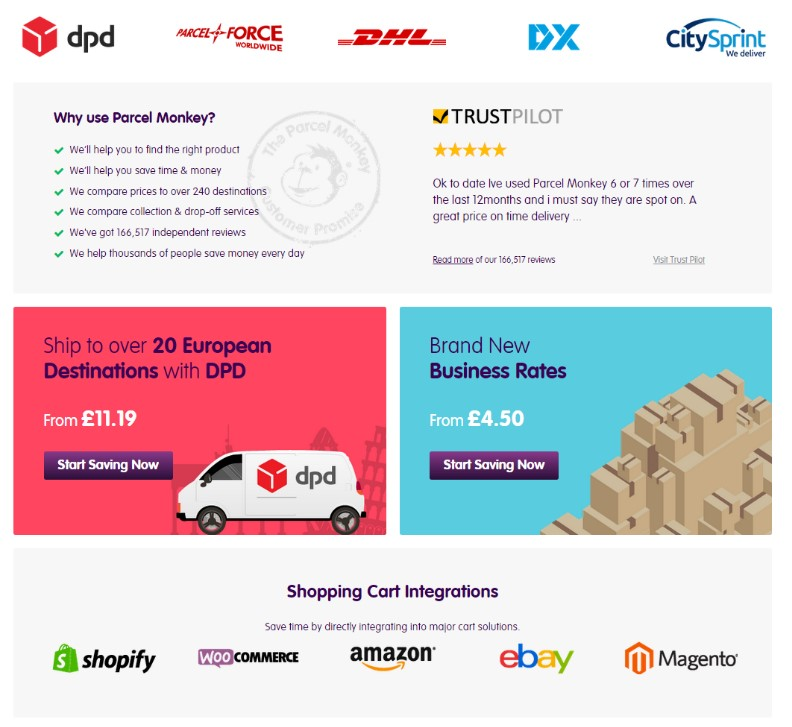 dpd
PARCEL FORCE
WORLDWIDE
DHL
DX
CitySprint
We deliver
Why use Parcel Monkey?
We'll help you to find the right product
We'll help you save time & money
We compare prices to over 240 destinations
We compare collection & drop-off services
We've got 166,517 independent reviews
We help thousands of people save money every day
The Parcel Monkey
Customer Promise
TRUSTPILOT
Ok to date Ive used Parcel Monkey 6 or 7 times over
the last 12months and i must say they are spot on. A
great price on time delivery ...
Read more of our 166,517 reviews
Visit Trust Pilot
Ship to over 20 European
Destinations with DPD
From £11.19
Start Saving Now
dpd
Brand New
Business Rates
From £4.50
Start Saving Now
Shopping Cart Integrations
Save time by directly integrating into major cart solutions.
shopify
WOO COMMERCE
amazon
ebay
Magento